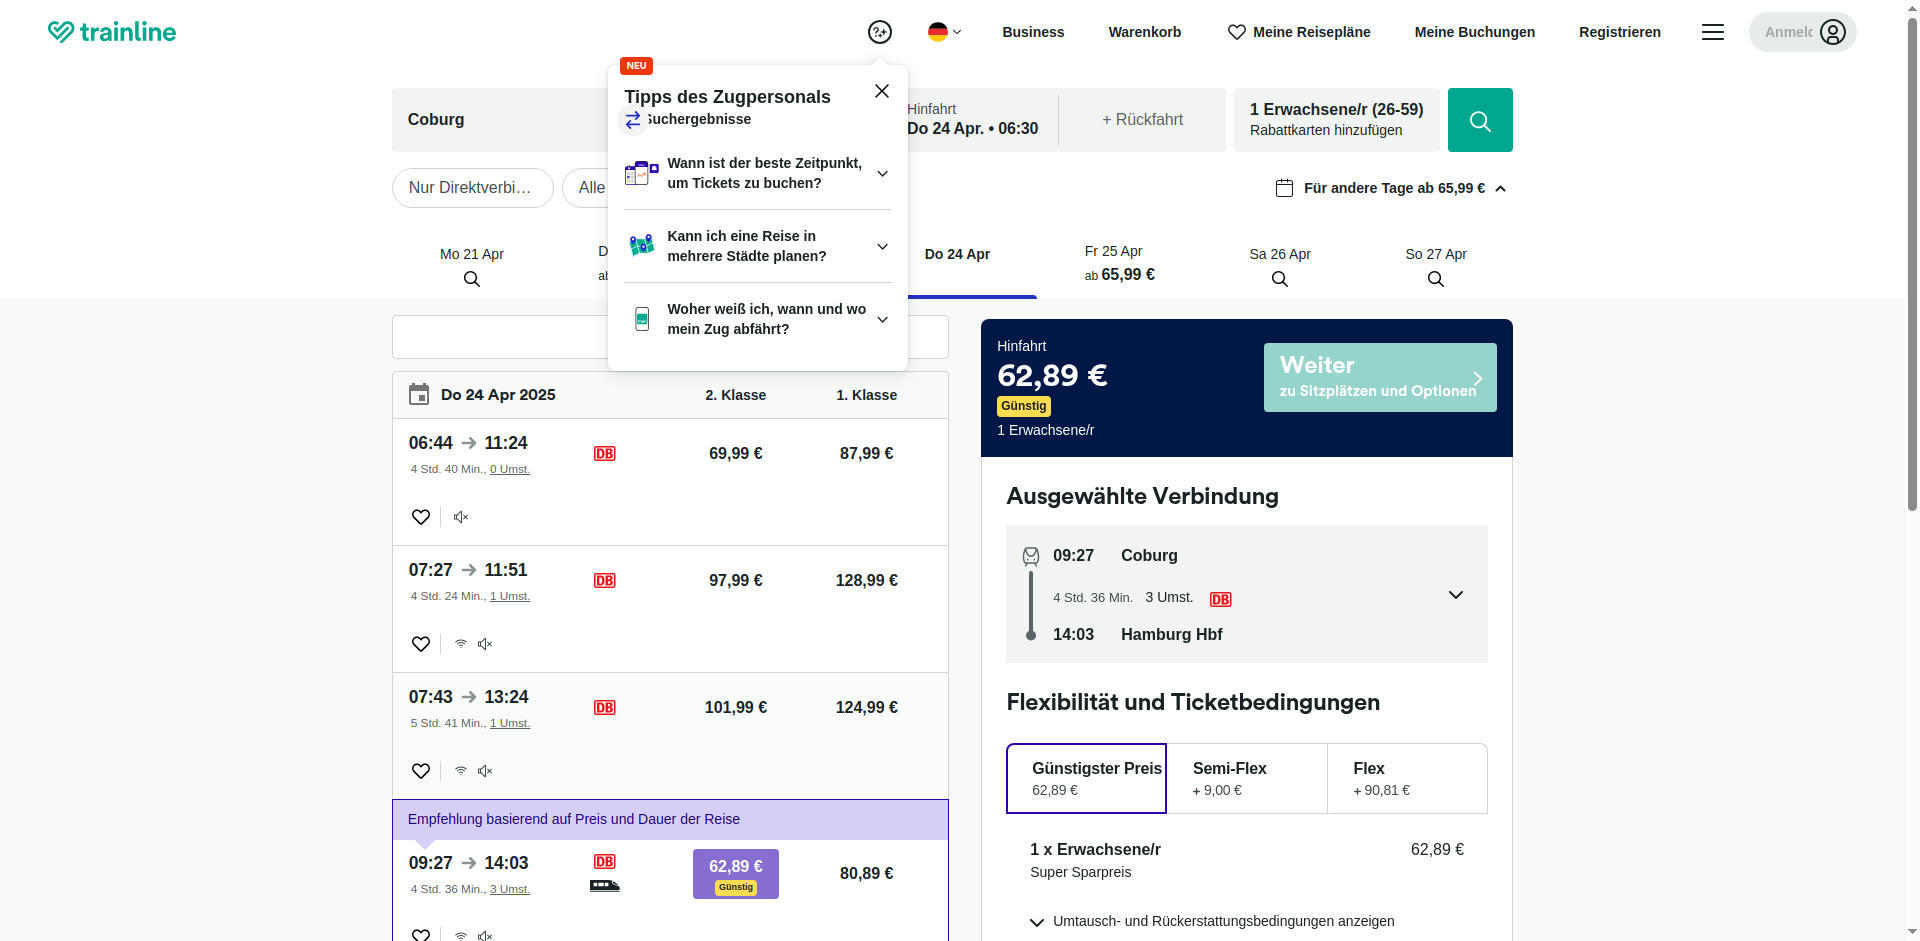 trainline
Business
Warenkorb
Meine Reisepläne
Meine Buchungen
Registrieren
NEU
Tipps des Zugpersonals
Suchergebnisse
Wann ist der beste Zeitpunkt,
um Tickets zu buchen?
Kann ich eine Reise in
mehrere Städte planen?
Woher weiß ich, wann und wo
mein Zug abfährt?
Coburg
Hinfahrt
Do 24 Apr. • 06:30
+ Rückfahrt
1 Erwachsene/r (26-59)
Rabattkarten hinzufügen
Nur Direktverbi…
Alle
Für andere Tage ab 65,99 €
Mo 21 Apr
Do 24 Apr
Fr 25 Apr
ab 65,99 €
Sa 26 Apr
So 27 Apr
Do 24 Apr 2025
2. Klasse
1. Klasse
06:44 → 11:24
DB
69,99 €
87,99 €
4 Std. 40 Min., 0 Umst.
07:27 → 11:51
DB
97,99 €
128,99 €
4 Std. 24 Min., 1 Umst.
07:43 → 13:24
DB
101,99 €
124,99 €
5 Std. 41 Min., 1 Umst.
Empfehlung basierend auf Preis und Dauer der Reise
09:27 → 14:03
DB
62,89 €
Günstig
80,89 €
4 Std. 36 Min., 3 Umst.
Hinfahrt
62,89 €
Günstig
1 Erwachsene/r
Weiter
zu Sitzplätzen und Optionen
Ausgewählte Verbindung
09:27 Coburg
4 Std. 36 Min. 3 Umst. DB
14:03 Hamburg Hbf
Flexibilität und Ticketbedingungen
Günstigster Preis
62,89 €
Semi-Flex
+ 9,00 €
Flex
+ 90,81 €
1 x Erwachsene/r
62,89 €
Super Sparpreis
Umtausch- und Rückerstattungsbedingungen anzeigen